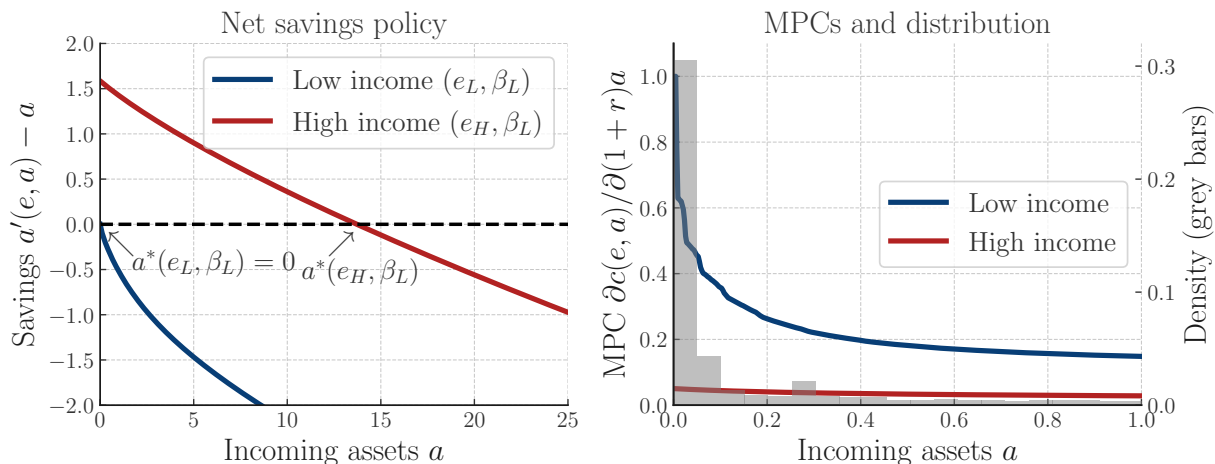 Net savings policy
Savings a′(e, a) − a
2.0
1.5
1.0
0.5
0.0
−0.5
−1.0
−1.5
−2.0
Low income (e_L, β_L)
High income (e_H, β_L)
a*(e_L, β_L) = 0
a*(e_H, β_L)
0 5 10 15 20 25
Incoming assets a
MPCs and distribution
MPC ∂c(e, a)/∂(1 + r)a
1.0
0.8
0.6
0.4
0.2
0.0
Low income
High income
0.3
0.2
0.1
0.0
Density (grey bars)
0.0 0.2 0.4 0.6 0.8 1.0
Incoming assets a